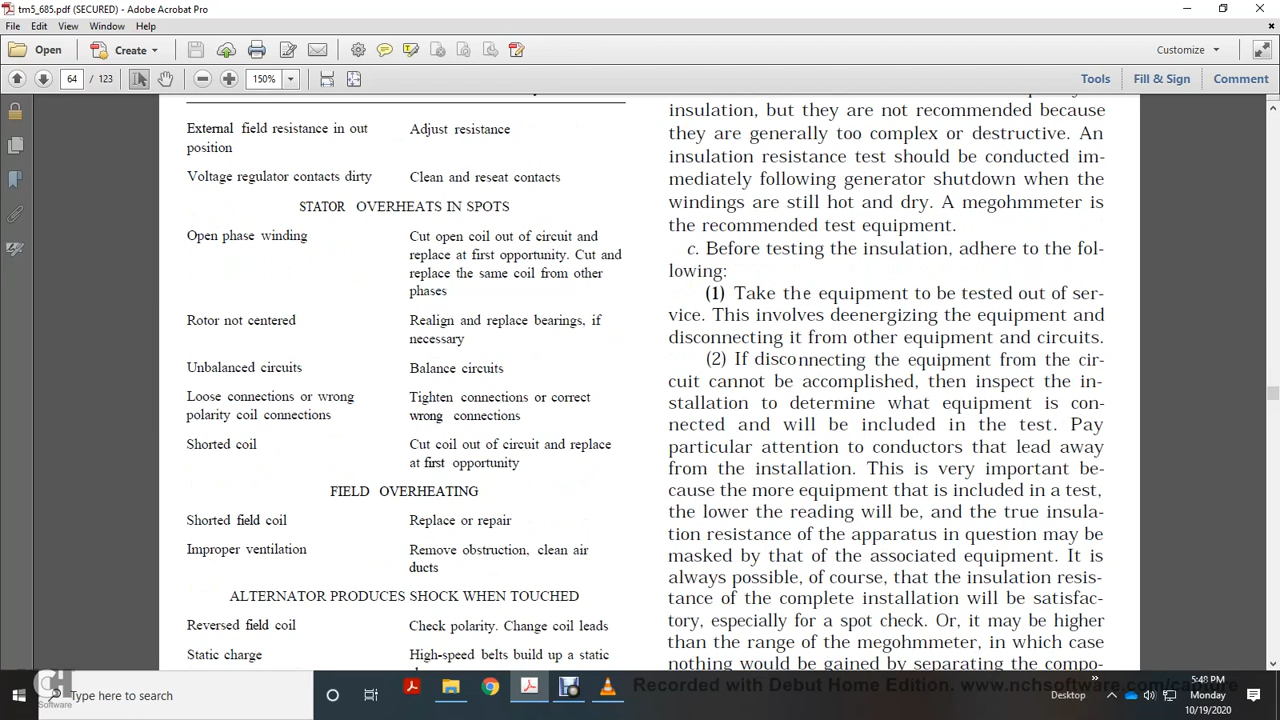 tm5_685.pdf (SECURED) - Adobe Acrobat Pro
File Edit View Window Help
Open Create Customize
64 / 123 150% Tools Fill & Sign Comment
External field resistance in out
position
Adjust resistance
Voltage regulator contacts dirty
Clean and reseat contacts
STATOR OVERHEATS IN SPOTS
Open phase winding
Cut open coil out of circuit and
replace at first opportunity. Cut and
replace the same coil from other
phases
Rotor not centered
Realign and replace bearings, if
necessary
Unbalanced circuits
Balance circuits
Loose connections or wrong
polarity coil connections
Tighten connections or correct
wrong connections
Shorted coil
Cut coil out of circuit and replace
at first opportunity
FIELD OVERHEATING
Shorted field coil
Replace or repair
Improper ventilation
Remove obstruction, clean air
ducts
ALTERNATOR PRODUCES SHOCK WHEN TOUCHED
Reversed field coil
Check polarity. Change coil leads
Static charge
High-speed belts build up a static
insulation, but they are not recommended because
they are generally too complex or destructive. An
insulation resistance test should be conducted im-
mediately following generator shutdown when the
windings are still hot and dry. A megohmmeter is
the recommended test equipment.
c. Before testing the insulation, adhere to the fol-
lowing:
(1) Take the equipment to be tested out of ser-
vice. This involves deenergizing the equipment and
disconnecting it from other equipment and circuits.
(2) If disconnecting the equipment from the cir-
cuit cannot be accomplished, then inspect the in-
stallation to determine what equipment is con-
nected and will be included in the test. Pay
particular attention to conductors that lead away
from the installation. This is very important be-
cause the more equipment that is included in a test,
the lower the reading will be, and the true insula-
tion resistance of the apparatus in question may be
masked by that of the associated equipment. It is
always possible, of course, that the insulation resis-
tance of the complete installation will be satisfac-
tory, especially for a spot check. Or, it may be higher
than the range of the megohmmeter, in which case
nothing would be gained by separating the compo-
Recorded with Debut Home Edition. www.nchsoftware.com/capture
CH
Software
Type here to search
Desktop
5:48 PM
Monday
10/19/2020